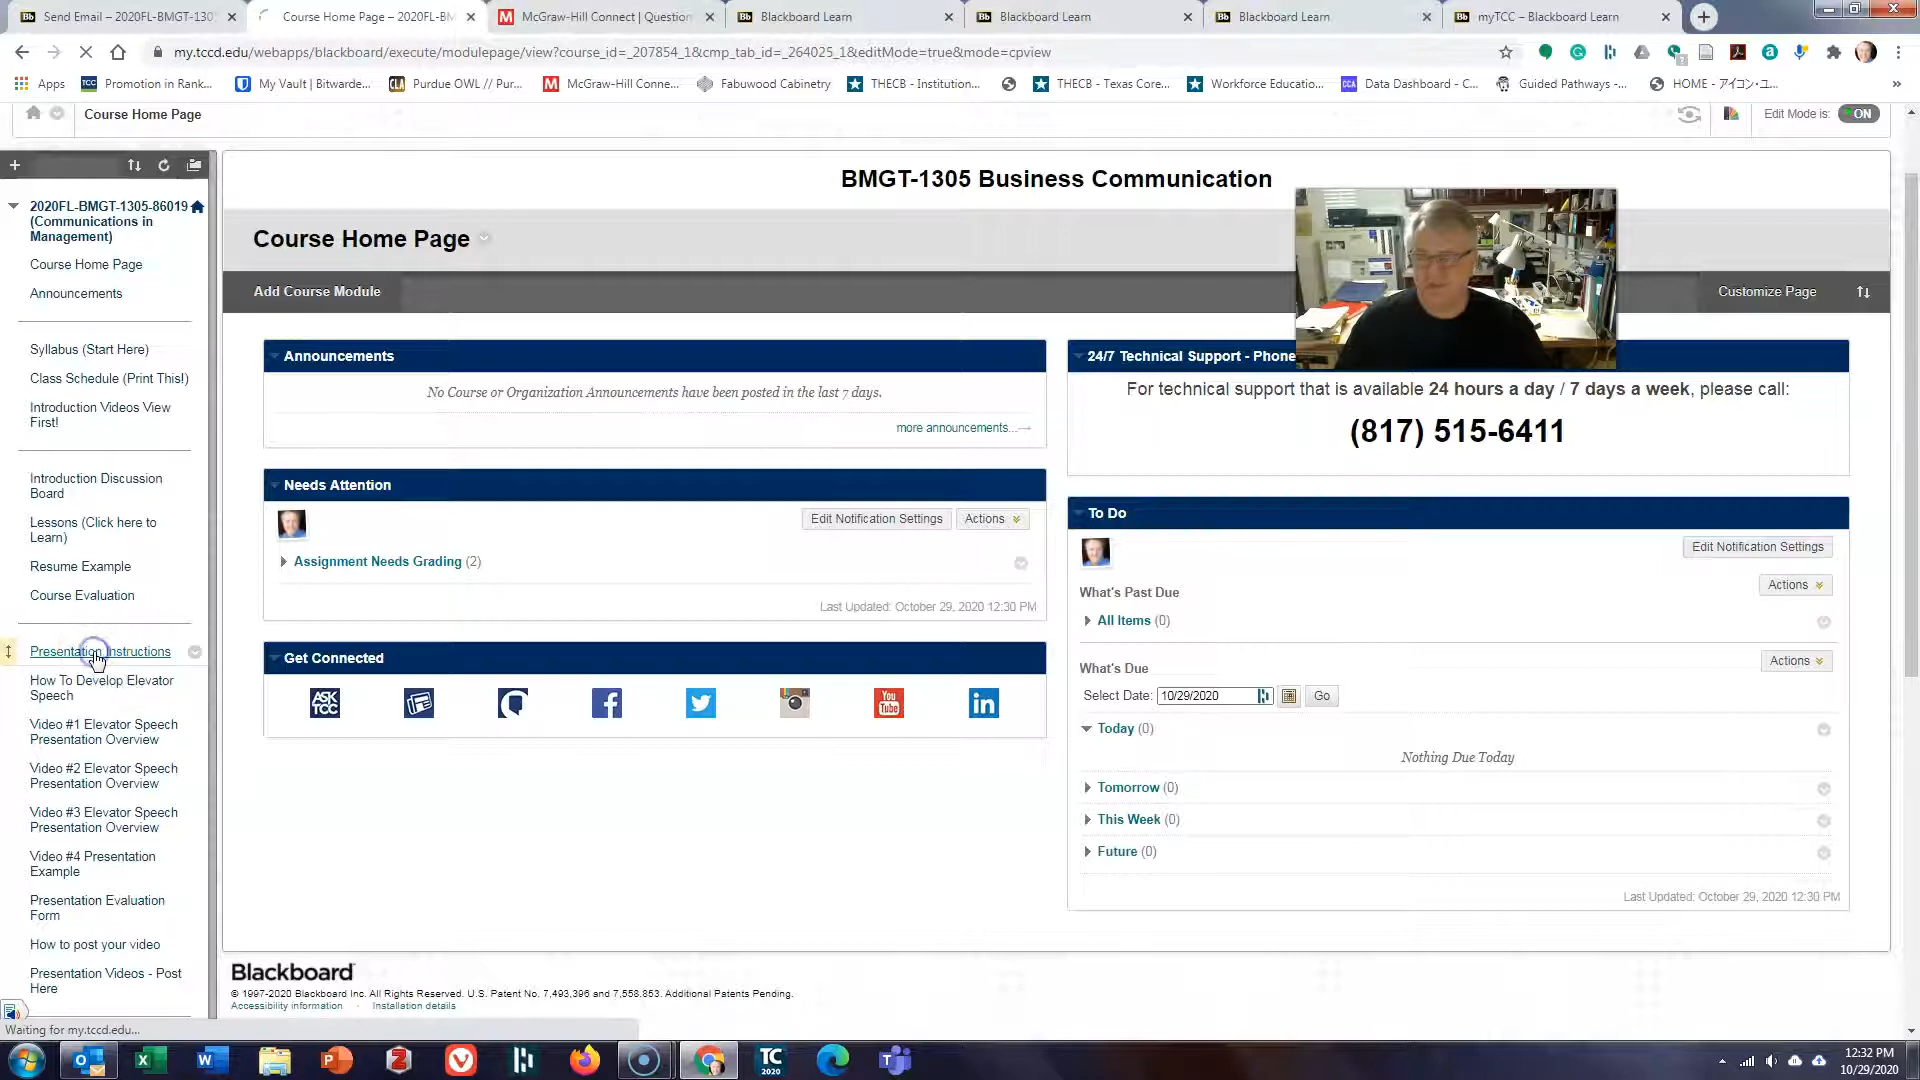 Send Email – 2020FL-BMGT-130
Course Home Page – 2020FL-BM
McGraw-Hill Connect | Question
Blackboard Learn
Blackboard Learn
Blackboard Learn
myTCC – Blackboard Learn
my.tccd.edu/webapps/blackboard/execute/modulepage/view?course_id=_207854_1&cmp_tab_id=_264025_1&editMode=true&mode=cpview
Apps
Promotion in Rank...
My Vault | Bitwarde...
Purdue OWL // Pur...
McGraw-Hill Conne...
Fabuwood Cabinetry
THECB - Institution...
THECB - Texas Core...
Workforce Education...
Data Dashboard - C...
Guided Pathways -...
HOME - アイコン・ユ...
Course Home Page
Edit Mode is: ON
2020FL-BMGT-1305-86019
(Communications in
Management)
Course Home Page
Announcements
Syllabus (Start Here)
Class Schedule (Print This!)
Introduction Videos View
First!
Introduction Discussion
Board
Lessons (Click here to
Learn)
Resume Example
Course Evaluation
Presentation Instructions
How To Develop Elevator
Speech
Video #1 Elevator Speech
Presentation Overview
Video #2 Elevator Speech
Presentation Overview
Video #3 Elevator Speech
Presentation Overview
Video #4 Presentation
Example
Presentation Evaluation
Form
How to post your video
Presentation Videos - Post
Here
BMGT-1305 Business Communication
Course Home Page
Add Course Module
Customize Page
Announcements
No Course or Organization Announcements have been posted in the last 7 days.
more announcements...
Needs Attention
Edit Notification Settings
Actions
Assignment Needs Grading (2)
Last Updated: October 29, 2020 12:30 PM
Get Connected
ASK
TCC
You
Tube
in
24/7 Technical Support - Phone
For technical support that is available 24 hours a day / 7 days a week, please call:
(817) 515-6411
To Do
Edit Notification Settings
Actions
What's Past Due
All Items (0)
Actions
What's Due
Select Date: 10/29/2020 Go
Today (0)
Nothing Due Today
Tomorrow (0)
This Week (0)
Future (0)
Last Updated: October 29, 2020 12:30 PM
Blackboard
© 1997-2020 Blackboard Inc. All Rights Reserved. U.S. Patent No. 7,493,396 and 7,558,853. Additional Patents Pending.
Accessibility information · Installation details
Waiting for my.tccd.edu...
TC
2020
12:32 PM
10/29/2020